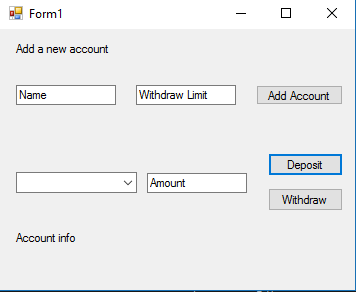 Form1
Add a new account
Name Withdraw Limit Add Account
Deposit
Amount
Withdraw
Account info